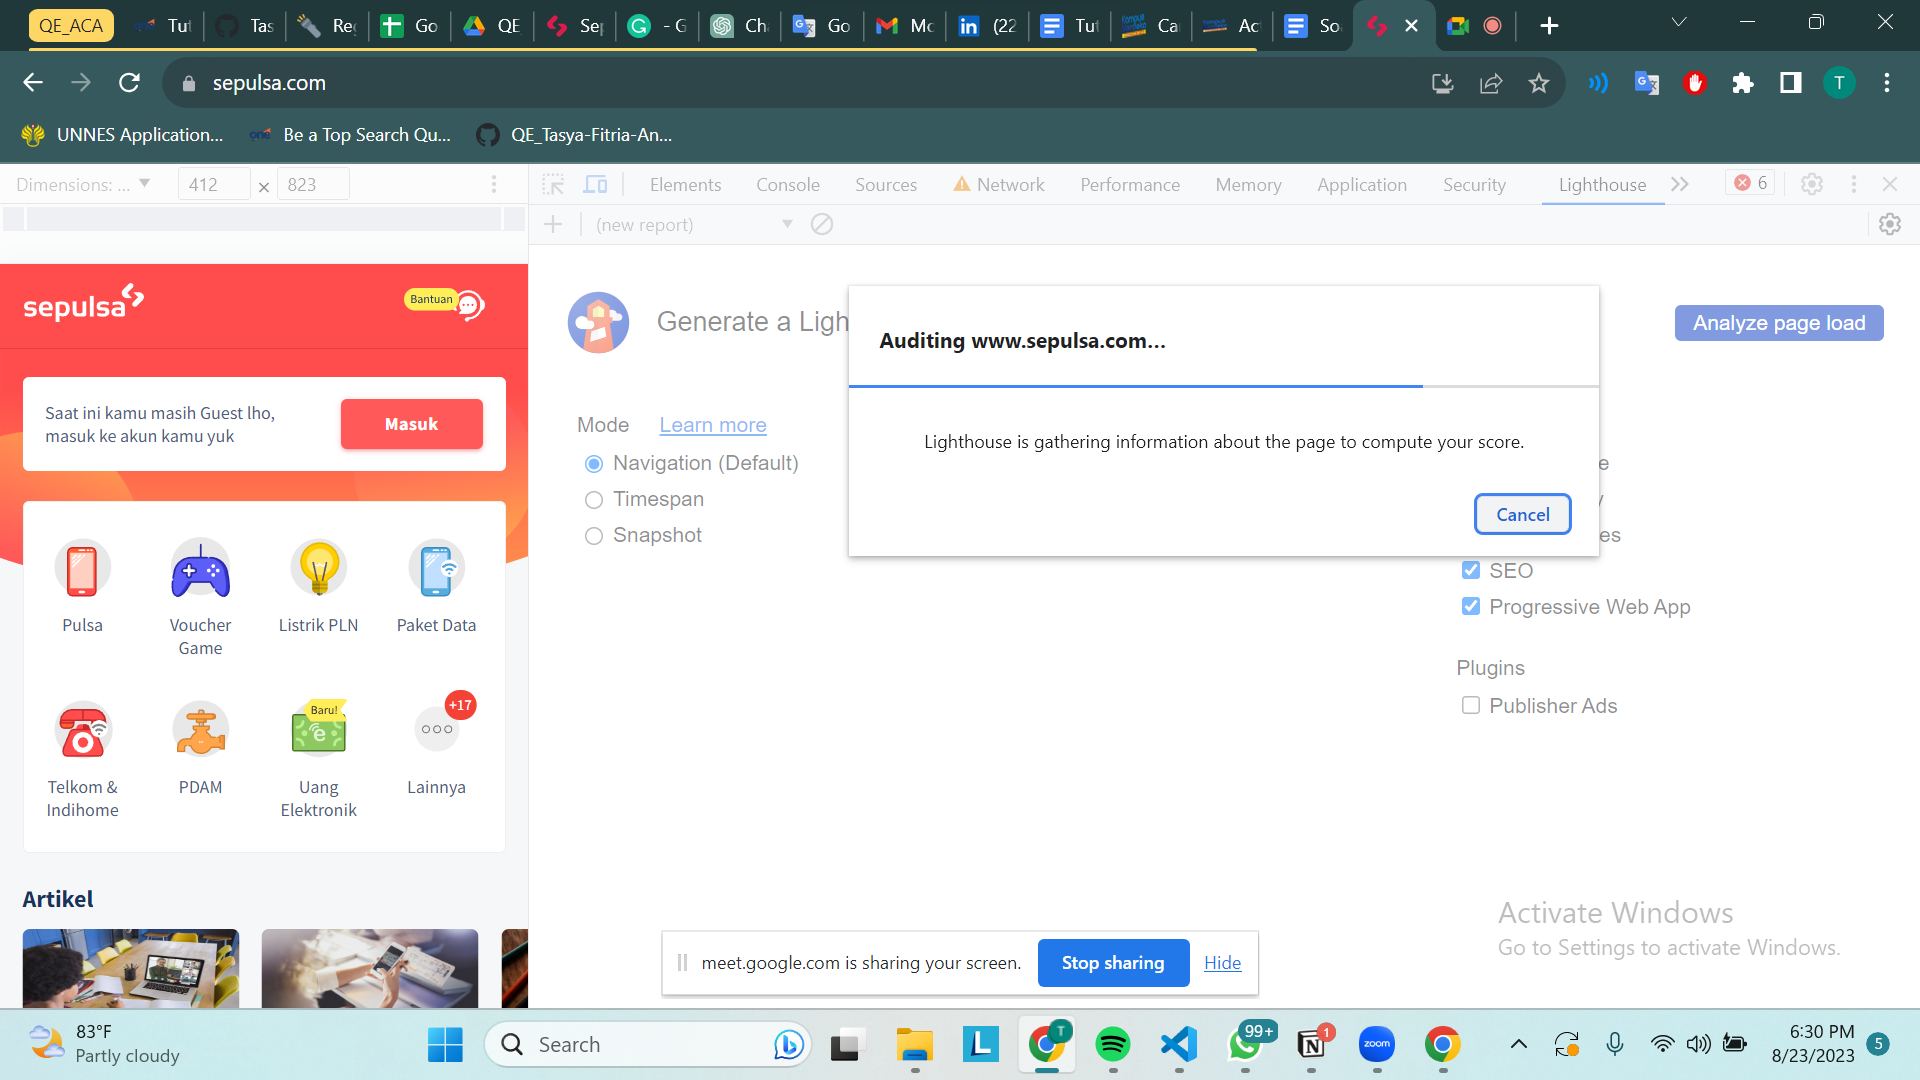 QE_ACA
Tut
Tas
Re
Go
QE
Sep
- G
Ch
Go
Mo
(22
Tut
Ca
Ac
So
sepulsa.com
T
UNNES Application...
Be a Top Search Qu...
QE_Tasya-Fitria-An...
Dimensions: ...
412
×
823
Elements
Console
Sources
Network
Performance
Memory
Application
Security
Lighthouse
6
(new report)
sepulsa
Bantuan
Saat ini kamu masih Guest lho,
masuk ke akun kamu yuk
Masuk
Pulsa
Voucher
Game
Listrik PLN
Paket Data
Telkom &
Indihome
PDAM
Baru!
Uang
Elektronik
+17
Lainnya
Artikel
Generate a Ligh
Analyze page load
Mode
Learn more
Navigation (Default)
Timespan
Snapshot
Auditing www.sepulsa.com...
Lighthouse is gathering information about the page to compute your score.
Cancel
e
y
es
SEO
Progressive Web App
Plugins
Publisher Ads
Activate Windows
Go to Settings to activate Windows.
meet.google.com is sharing your screen.
Stop sharing
Hide
83°F
Partly cloudy
Search
T
99+
1
zoom
6:30 PM
8/23/2023
5